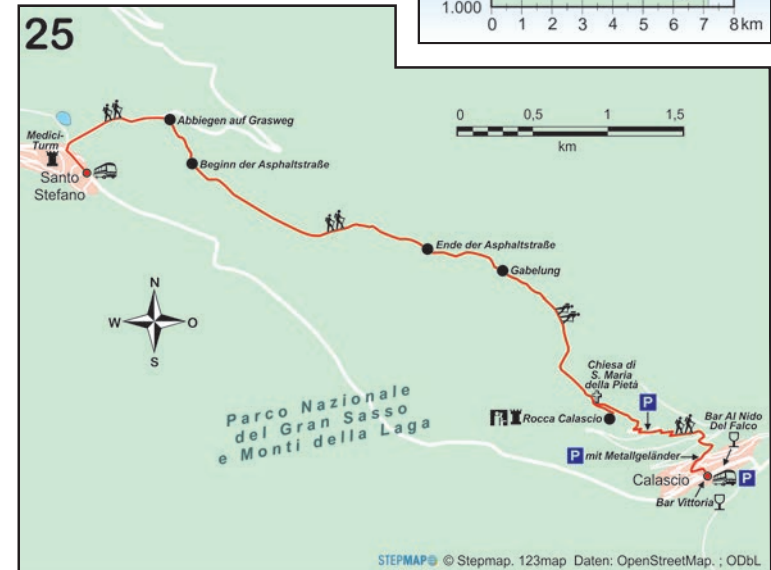 25
1.000
0 1 2 3 4 5 6 7 8 km
0 0,5 1 1,5
km
Abbiegen auf Grasweg
Medici-
Turm
Santo
Stefano
Beginn der Asphaltstraße
Ende der Asphaltstraße
Gabelung
N
W O
S
Chiesa di
S. Maria
della Pietà
P
Rocca Calascio
Bar Al Nido
Del Falco
P mit Metallgeländer
Calascio
P
Bar Vittoria
Parco Nazionale
del Gran Sasso
e Monti della Laga
STEPMAP © Stepmap. 123map Daten: OpenStreetMap. ; ODbL